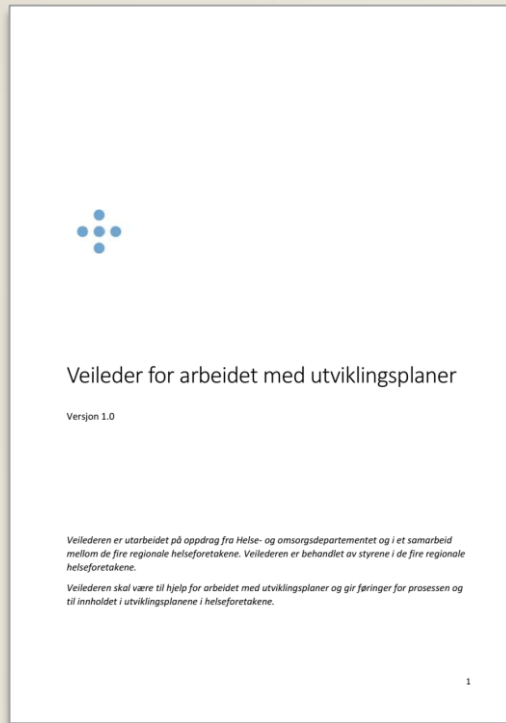 Veileder for arbeidet med utviklingsplaner
Versjon 1.0
Veilederen er utarbeidet på oppdrag fra Helse- og omsorgsdepartementet og i et samarbeid
mellom de fire regionale helseforetakene. Veilederen er behandlet av styrene i de fire regionale
helseforetakene.
Veilederen skal være til hjelp for arbeidet med utviklingsplaner og gir føringer for prosessen og
til innholdet i utviklingsplanene i helseforetakene.
1